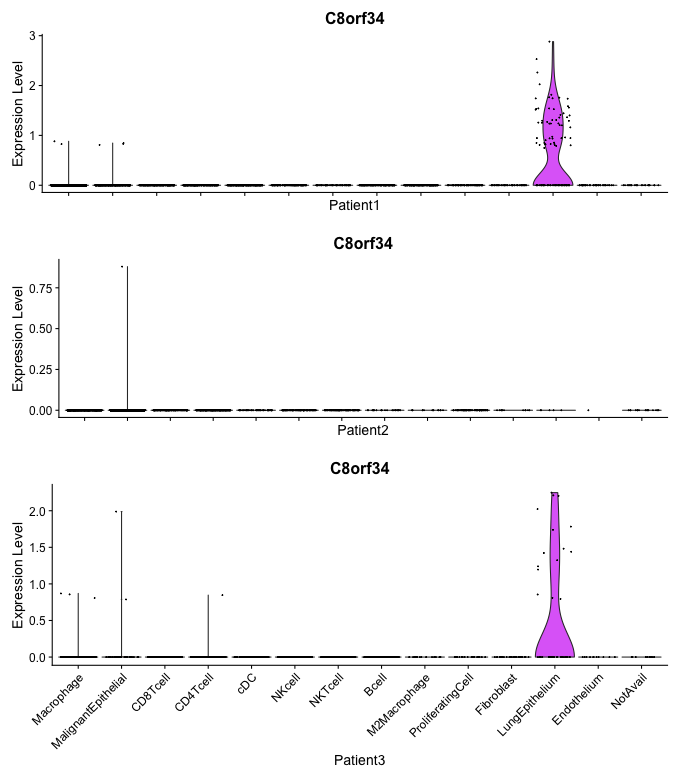 C8orf34
Expression Level
3
2
1
0
Patient1
C8orf34
Expression Level
0.75
0.50
0.25
0.00
Patient2
C8orf34
Expression Level
2.0
1.5
1.0
0.5
0.0
Macrophage
MalignantEpithelial
CD8Tcell
CD4Tcell
cDC
NKcell
NKTcell
Bcell
M2Macrophage
ProliferatingCell
Fibroblast
LungEpithelium
Endothelium
NotAvail
Patient3